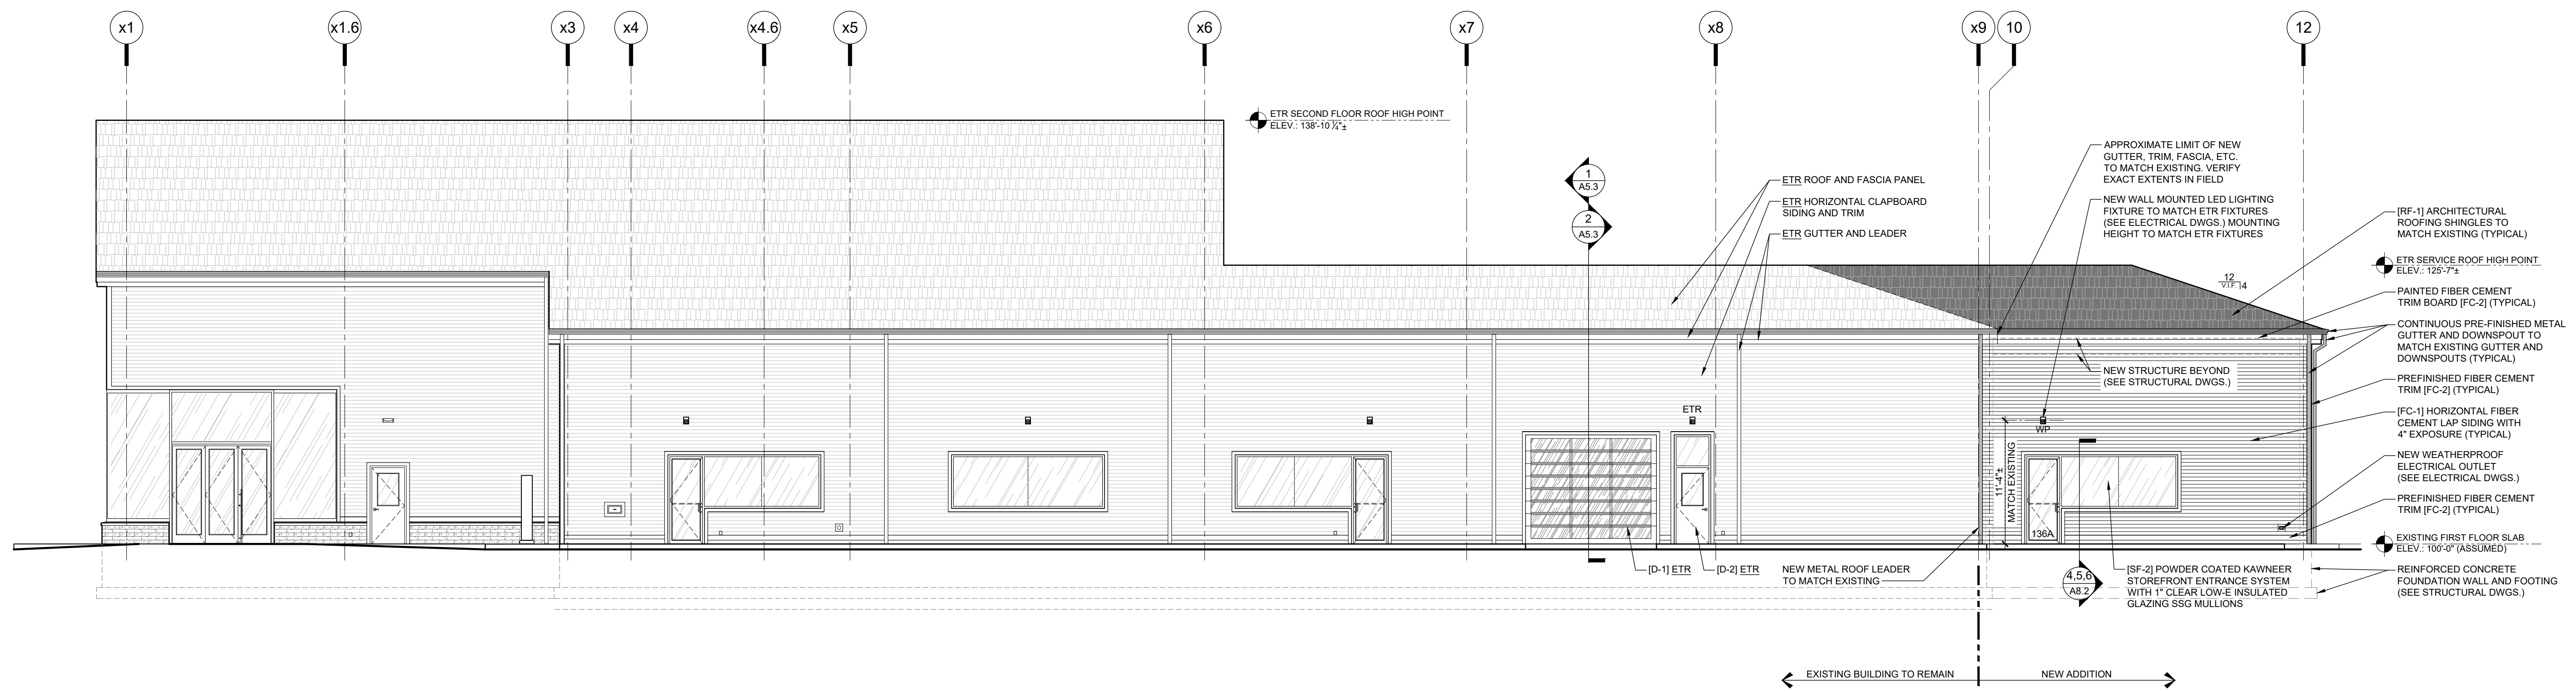 x1
x1.6
x3
x4
x4.6
x5
x6
x7
x8
x9
10
12
ETR SECOND FLOOR ROOF HIGH POINT
ELEV.: 138'-10 ¼"±
1
A5.3
2
A5.3
ETR ROOF AND FASCIA PANEL
ETR HORIZONTAL CLAPBOARD
SIDING AND TRIM
ETR GUTTER AND LEADER
APPROXIMATE LIMIT OF NEW
GUTTER, TRIM, FASCIA, ETC.
TO MATCH EXISTING. VERIFY
EXACT EXTENTS IN FIELD
NEW WALL MOUNTED LED LIGHTING
FIXTURE TO MATCH ETR FIXTURES
(SEE ELECTRICAL DWGS.) MOUNTING
HEIGHT TO MATCH ETR FIXTURES
[RF-1] ARCHITECTURAL
ROOFING SHINGLES TO
MATCH EXISTING (TYPICAL)
ETR SERVICE ROOF HIGH POINT
ELEV.: 125'-7"±
12
V.I.F.
4
PAINTED FIBER CEMENT
TRIM BOARD [FC-2] (TYPICAL)
CONTINUOUS PRE-FINISHED METAL
GUTTER AND DOWNSPOUT TO
MATCH EXISTING GUTTER AND
DOWNSPOUTS (TYPICAL)
NEW STRUCTURE BEYOND
(SEE STRUCTURAL DWGS.)
PREFINISHED FIBER CEMENT
TRIM [FC-2] (TYPICAL)
[FC-1] HORIZONTAL FIBER
CEMENT LAP SIDING WITH
4" EXPOSURE (TYPICAL)
ETR
WP
11'-4"±
MATCH EXISTING
NEW WEATHERPROOF
ELECTRICAL OUTLET
(SEE ELECTRICAL DWGS.)
PREFINISHED FIBER CEMENT
TRIM [FC-2] (TYPICAL)
136A
EXISTING FIRST FLOOR SLAB
ELEV.: 100'-0" (ASSUMED)
[D-1] ETR
[D-2] ETR
NEW METAL ROOF LEADER
TO MATCH EXISTING
4,5,6
A8.2
[SF-2] POWDER COATED KAWNEER
STOREFRONT ENTRANCE SYSTEM
WITH 1" CLEAR LOW-E INSULATED
GLAZING SSG MULLIONS
REINFORCED CONCRETE
FOUNDATION WALL AND FOOTING
(SEE STRUCTURAL DWGS.)
EXISTING BUILDING TO REMAIN
NEW ADDITION